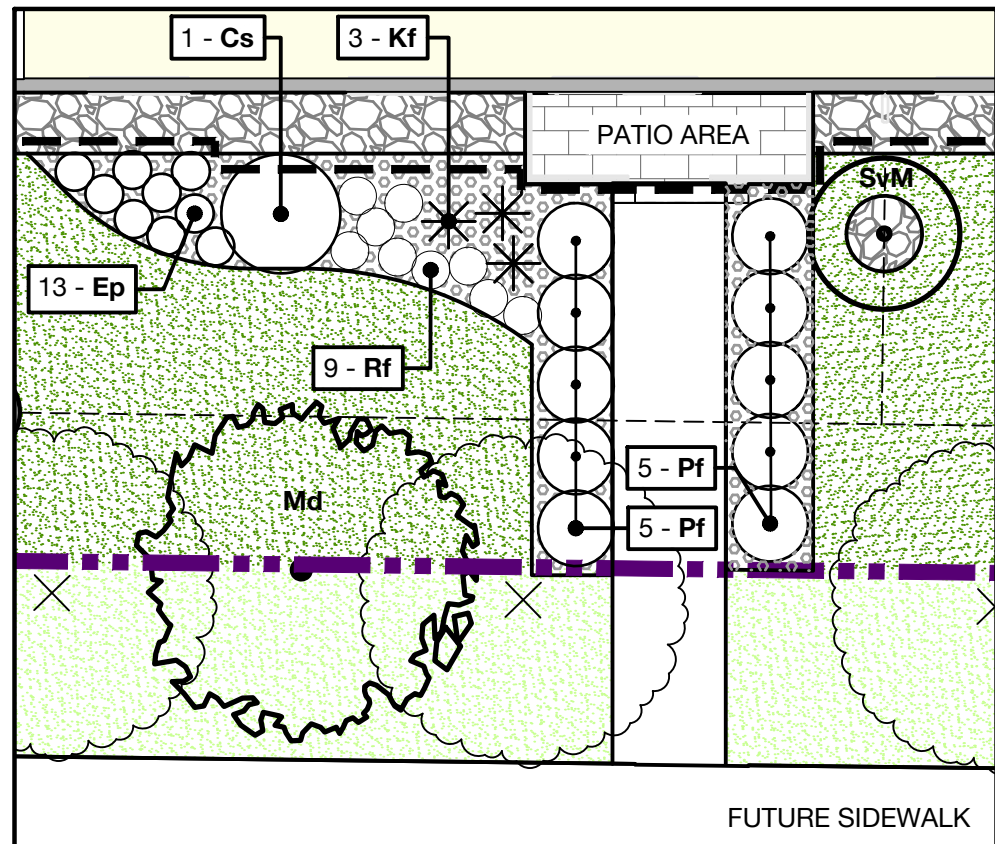 1 - Cs
3 - Kf
PATIO AREA
SvM
13 - Ep
9 - Rf
5 - Pf
Md
5 - Pf
FUTURE SIDEWALK